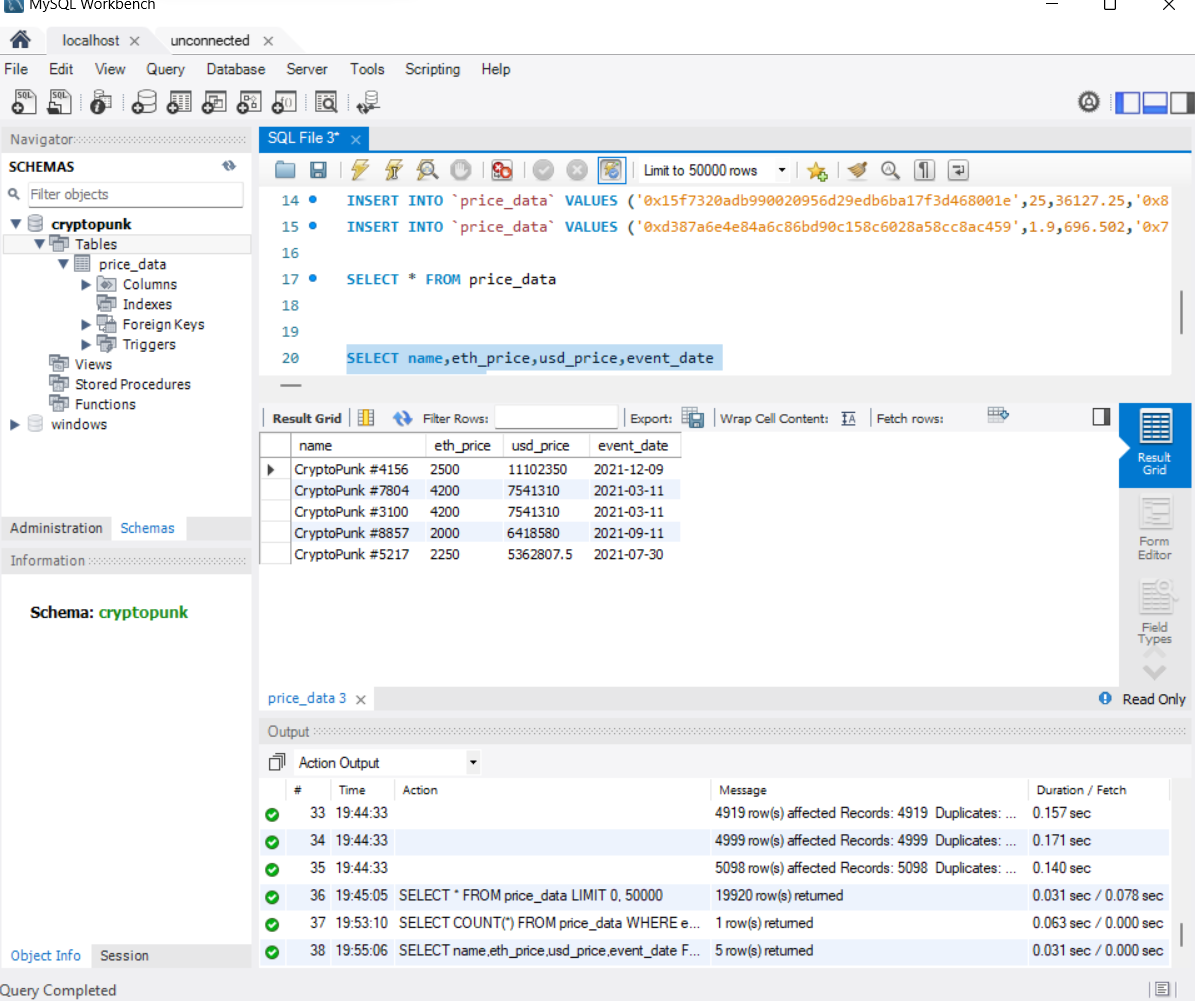 MySQL Workbench
localhost unconnected
File Edit View Query Database Server Tools Scripting Help
Navigator
SCHEMAS
Filter objects
cryptopunk
Tables
price_data
Columns
Indexes
Foreign Keys
Triggers
Views
Stored Procedures
Functions
windows
Administration Schemas
Information
Schema: cryptopunk
Object Info Session
Query Completed
SQL File 3*
Limit to 50000 rows
14 INSERT INTO `price_data` VALUES ('0x15f7320adb990020956d29edb6ba17f3d468001e',25,36127.25,'0x8
15 INSERT INTO `price_data` VALUES ('0xd387a6e4e84a6c86bd90c158c6028a58cc8ac459',1.9,696.502,'0x7
16
17 SELECT * FROM price_data
18
19
20 SELECT name,eth_price,usd_price,event_date
Result Grid Filter Rows: Export: Wrap Cell Content: Fetch rows:
name eth_price usd_price event_date
CryptoPunk #4156 2500 11102350 2021-12-09
CryptoPunk #7804 4200 7541310 2021-03-11
CryptoPunk #3100 4200 7541310 2021-03-11
CryptoPunk #8857 2000 6418580 2021-09-11
CryptoPunk #5217 2250 5362807.5 2021-07-30
Result
Grid
Form
Editor
Field
Types
price_data 3
Read Only
Output
Action Output
# Time Action Message Duration / Fetch
33 19:44:33 4919 row(s) affected Records: 4919 Duplicates: ... 0.157 sec
34 19:44:33 4999 row(s) affected Records: 4999 Duplicates: ... 0.171 sec
35 19:44:33 5098 row(s) affected Records: 5098 Duplicates: ... 0.140 sec
36 19:45:05 SELECT * FROM price_data LIMIT 0, 50000 19920 row(s) returned 0.031 sec / 0.078 sec
37 19:53:10 SELECT COUNT(*) FROM price_data WHERE e... 1 row(s) returned 0.063 sec / 0.000 sec
38 19:55:06 SELECT name,eth_price,usd_price,event_date F... 5 row(s) returned 0.031 sec / 0.000 sec